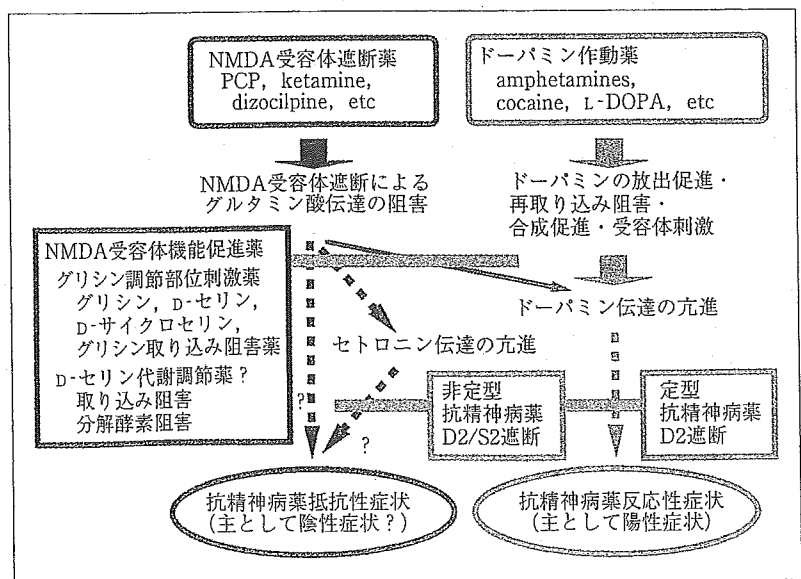 NMDA受容体遮断薬
PCP, ketamine,
dizocilpine, etc
ドーパミン作動薬
amphetamines,
cocaine, L-DOPA, etc
NMDA受容体遮断による
グルタミン酸伝達の阻害
ドーパミンの放出促進・
再取り込み阻害・
合成促進・受容体刺激
NMDA受容体機能促進薬
グリシン調節部位刺激薬
グリシン, D-セリン,
D-サイクロセリン,
グリシン取り込み阻害薬
D-セリン代謝調節薬?
取り込み阻害
分解酵素阻害
ドーパミン伝達の亢進
セトロニン伝達の亢進
?
?
非定型
抗精神病薬
D2/S2遮断
定型
抗精神病薬
D2遮断
抗精神病薬抵抗性症状
(主として陰性症状?)
抗精神病薬反応性症状
(主として陽性症状)